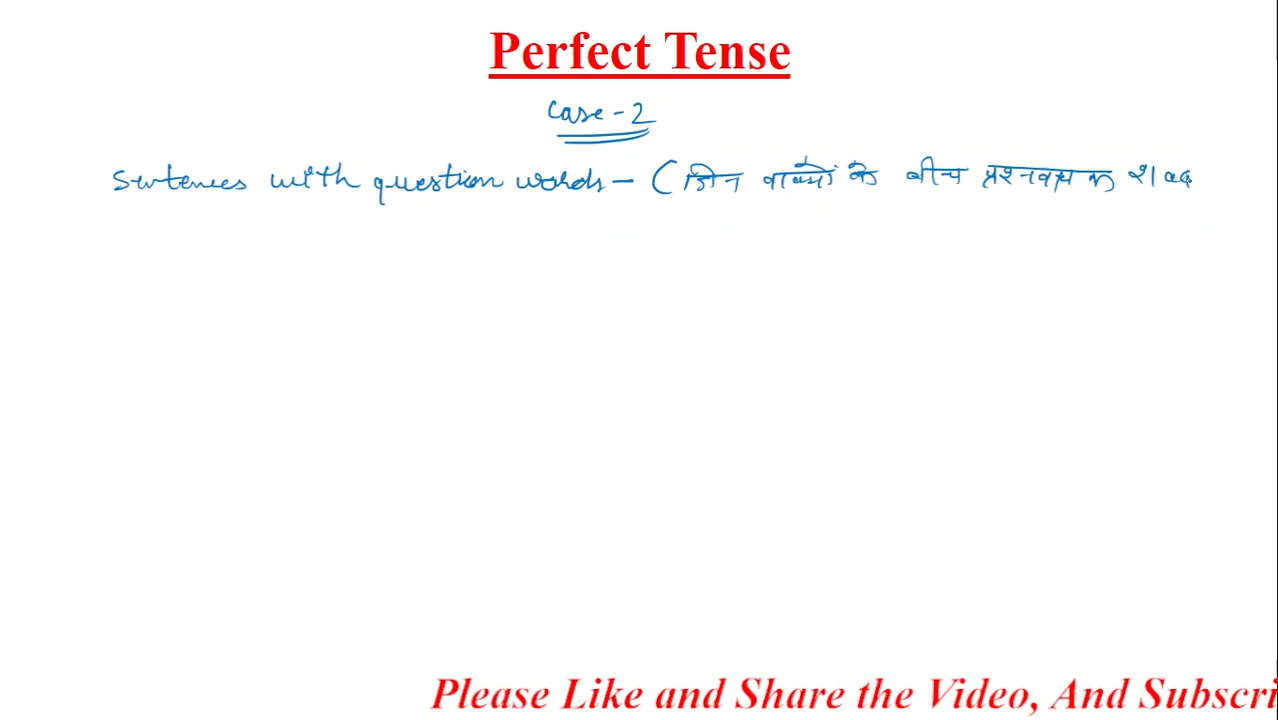 Perfect Tense
Case-2
Sentences with question words - (जिन वाक्यों के बीच प्रश्नवाचक शब्द
Please Like and Share the Video, And Subscri